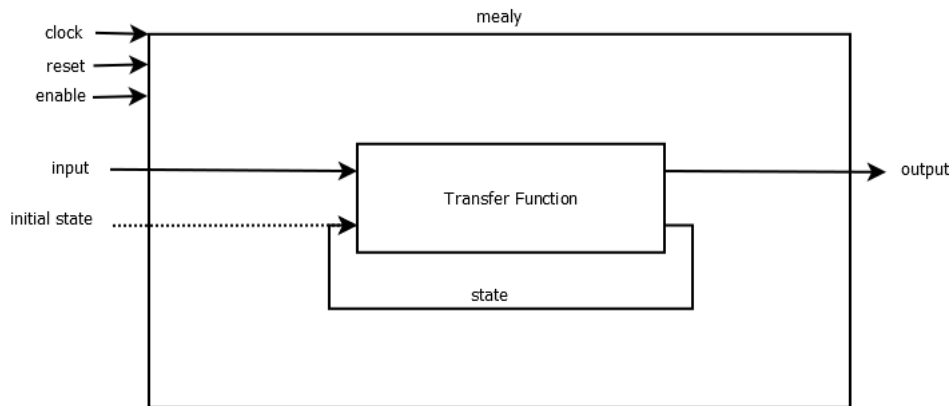 mealy
clock
reset
enable
input
Transfer Function
output
initial state
state